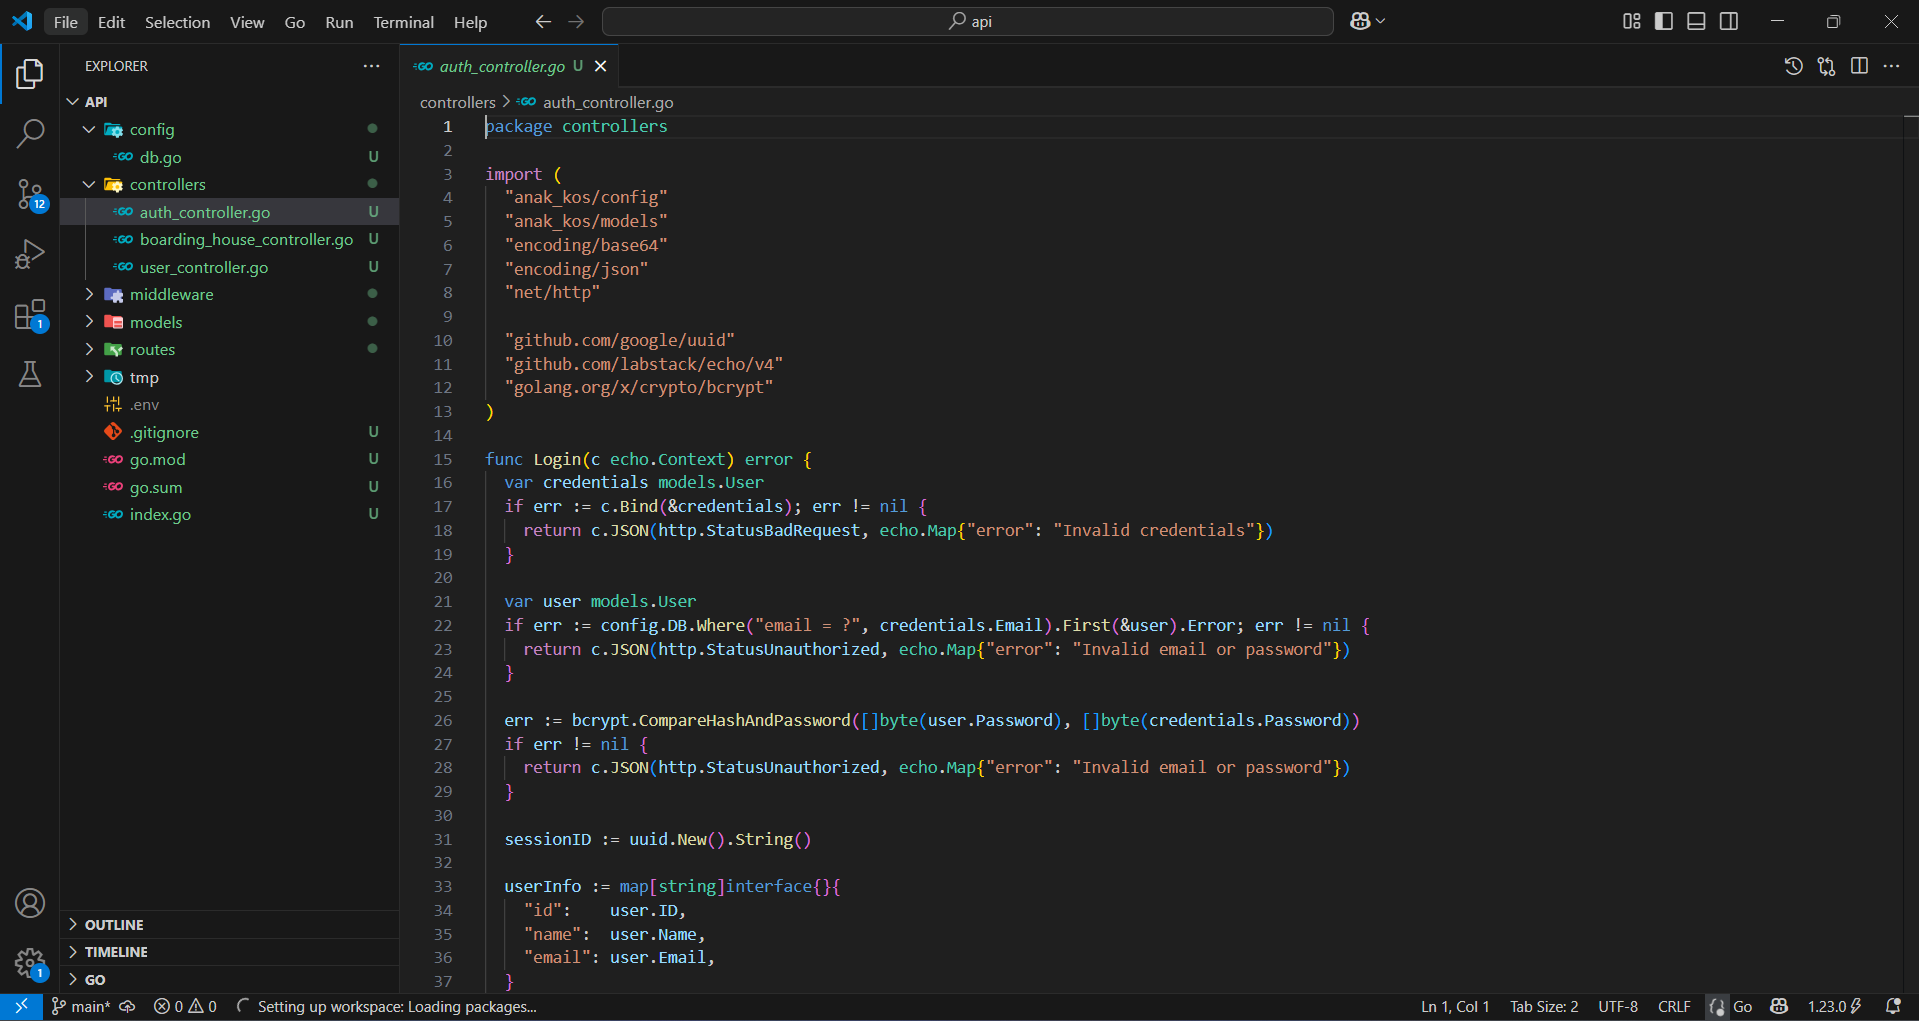 File Edit Selection View Go Run Terminal Help
api
EXPLORER
API
config
db.go U
controllers
auth_controller.go U
boarding_house_controller.go U
user_controller.go U
middleware
models
routes
tmp
.env
.gitignore U
go.mod U
go.sum U
index.go U
OUTLINE
TIMELINE
GO
12
1
1
auth_controller.go U
controllers > auth_controller.go
1 package controllers
2
3 import (
4 "anak_kos/config"
5 "anak_kos/models"
6 "encoding/base64"
7 "encoding/json"
8 "net/http"
9
10 "github.com/google/uuid"
11 "github.com/labstack/echo/v4"
12 "golang.org/x/crypto/bcrypt"
13 )
14
15 func Login(c echo.Context) error {
16 var credentials models.User
17 if err := c.Bind(&credentials); err != nil {
18 return c.JSON(http.StatusBadRequest, echo.Map{"error": "Invalid credentials"})
19 }
20
21 var user models.User
22 if err := config.DB.Where("email = ?", credentials.Email).First(&user).Error; err != nil {
23 return c.JSON(http.StatusUnauthorized, echo.Map{"error": "Invalid email or password"})
24 }
25
26 err := bcrypt.CompareHashAndPassword([]byte(user.Password), []byte(credentials.Password))
27 if err != nil {
28 return c.JSON(http.StatusUnauthorized, echo.Map{"error": "Invalid email or password"})
29 }
30
31 sessionID := uuid.New().String()
32
33 userInfo := map[string]interface{}{
34 "id": user.ID,
35 "name": user.Name,
36 "email": user.Email,
37 }
main* 0 0 Setting up workspace: Loading packages... Ln 1, Col 1 Tab Size: 2 UTF-8 CRLF Go 1.23.0